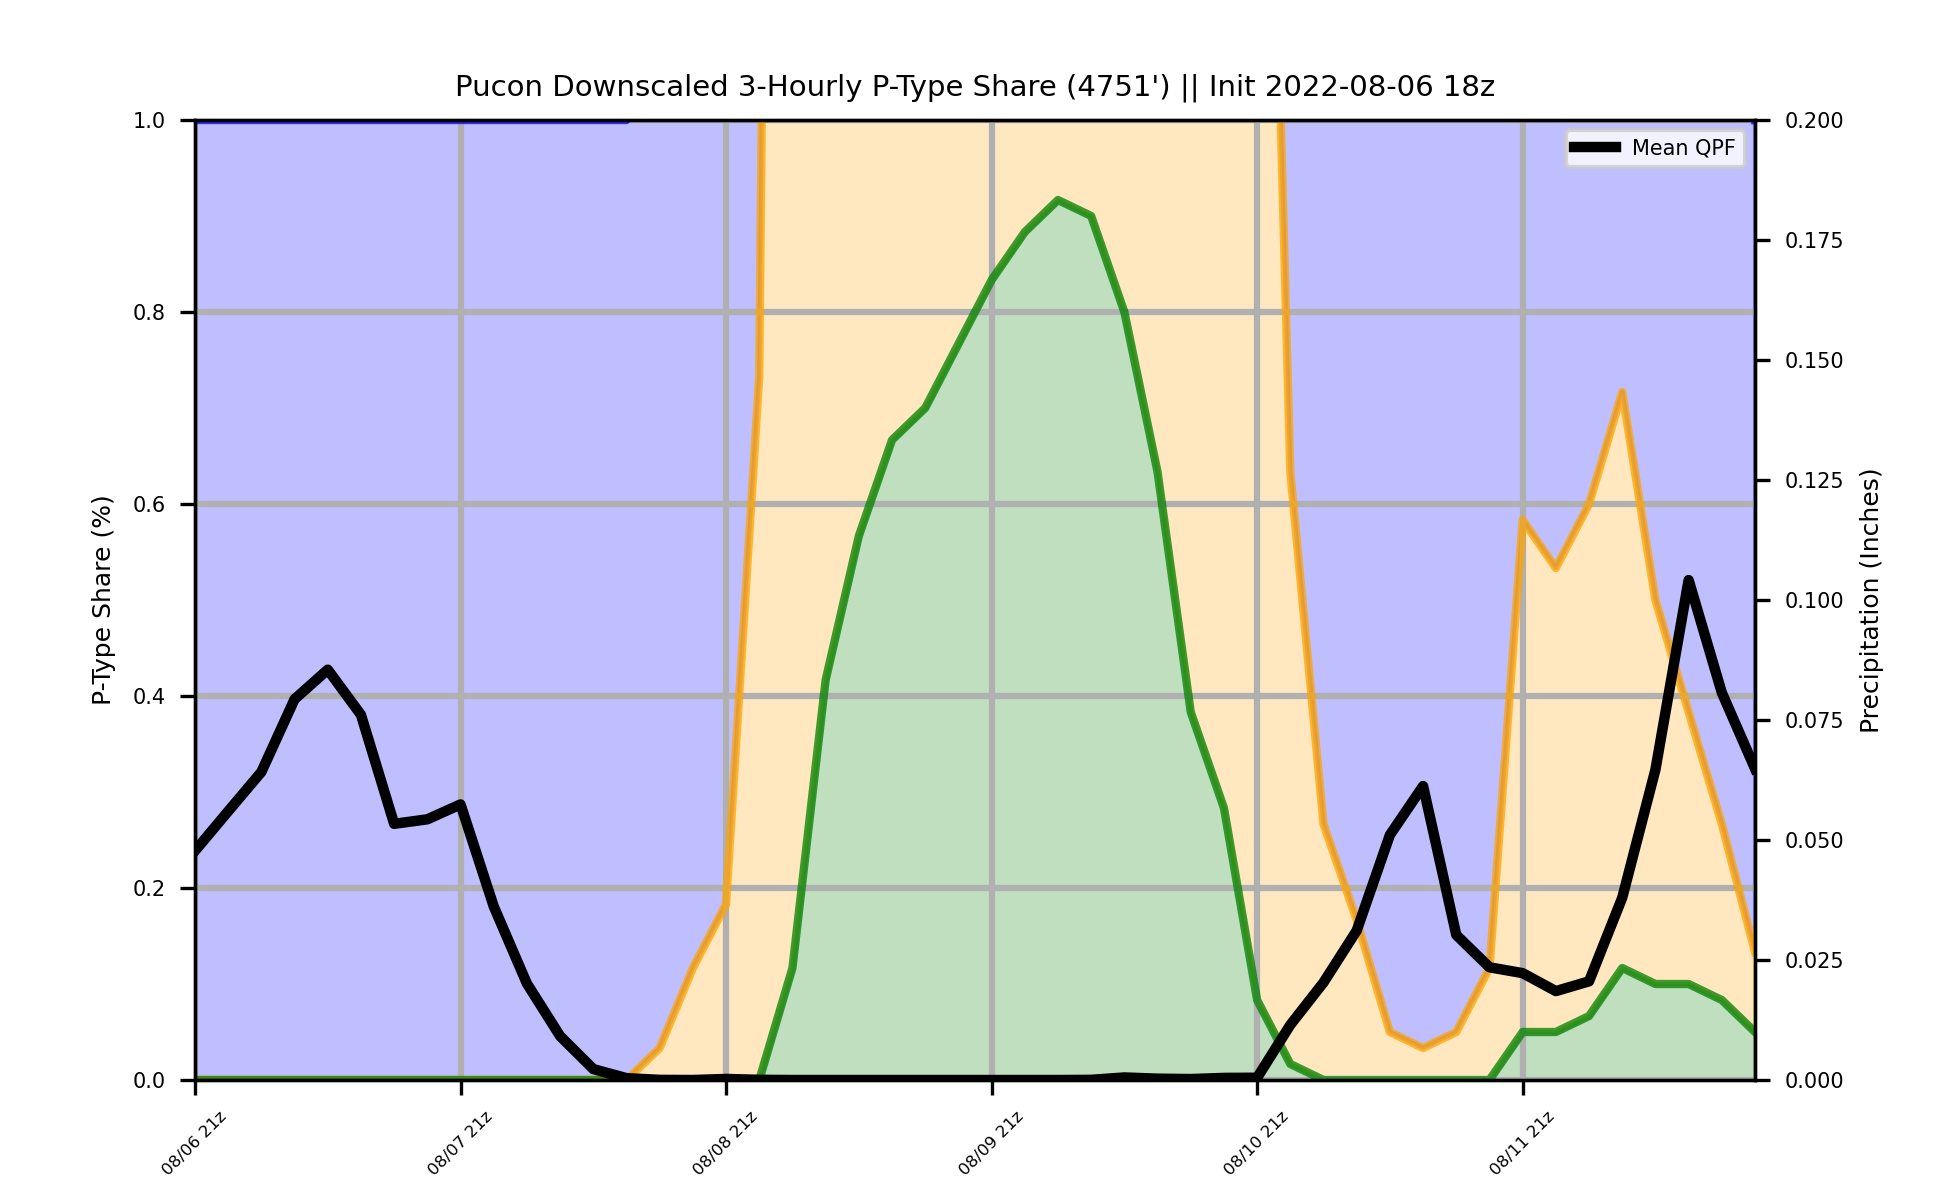 Pucon Downscaled 3-Hourly P-Type Share (4751') || Init 2022-08-06 18z
Mean QPF
P-Type Share (%)
1.0
0.8
0.6
0.4
0.2
0.0
0.200
0.175
0.150
0.125
0.100
0.075
0.050
0.025
0.000
Precipitation (Inches)
08/06 21z
08/07 21z
08/08 21z
08/09 21z
08/10 21z
08/11 21z